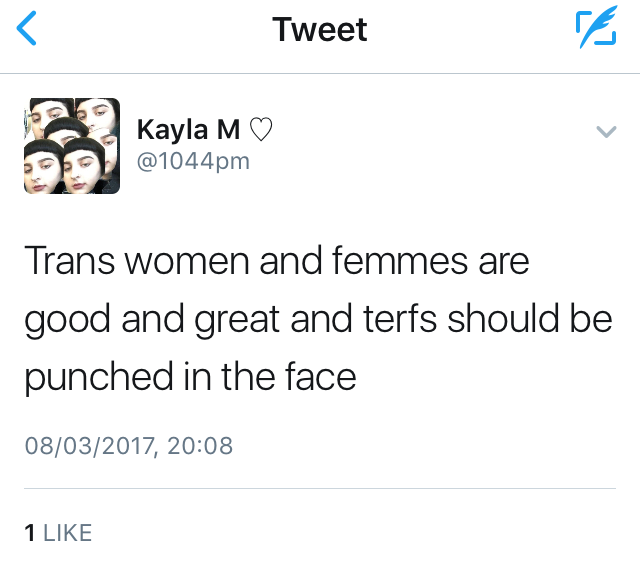 Tweet
Kayla M ♡
@1044pm
Trans women and femmes are
good and great and terfs should be
punched in the face
08/03/2017, 20:08
1 LIKE